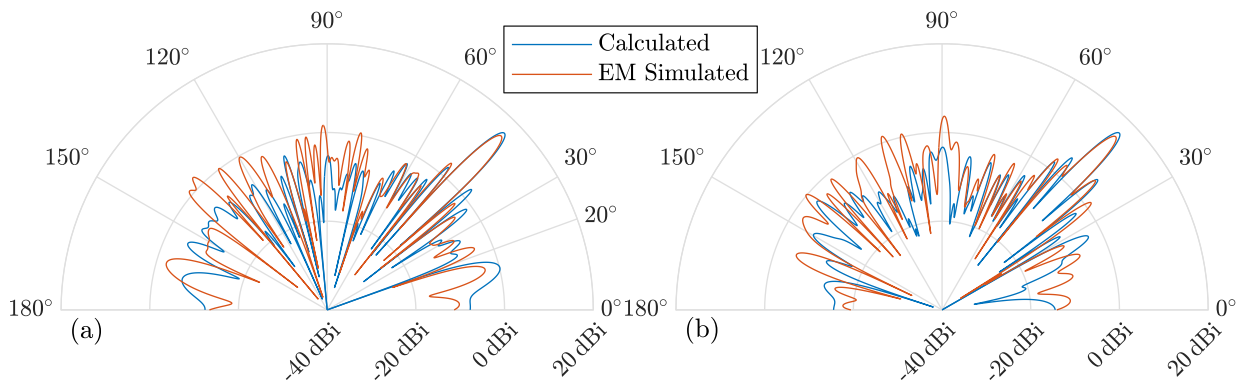 90° 90°
120° 60° 120° 60°
Calculated
EM Simulated
150° 30° 150° 30°
20°
180° 0° 180° 0°
(a) (b)
-40 dBi -20 dBi 0 dBi 20 dBi -40 dBi -20 dBi 0 dBi 20 dBi